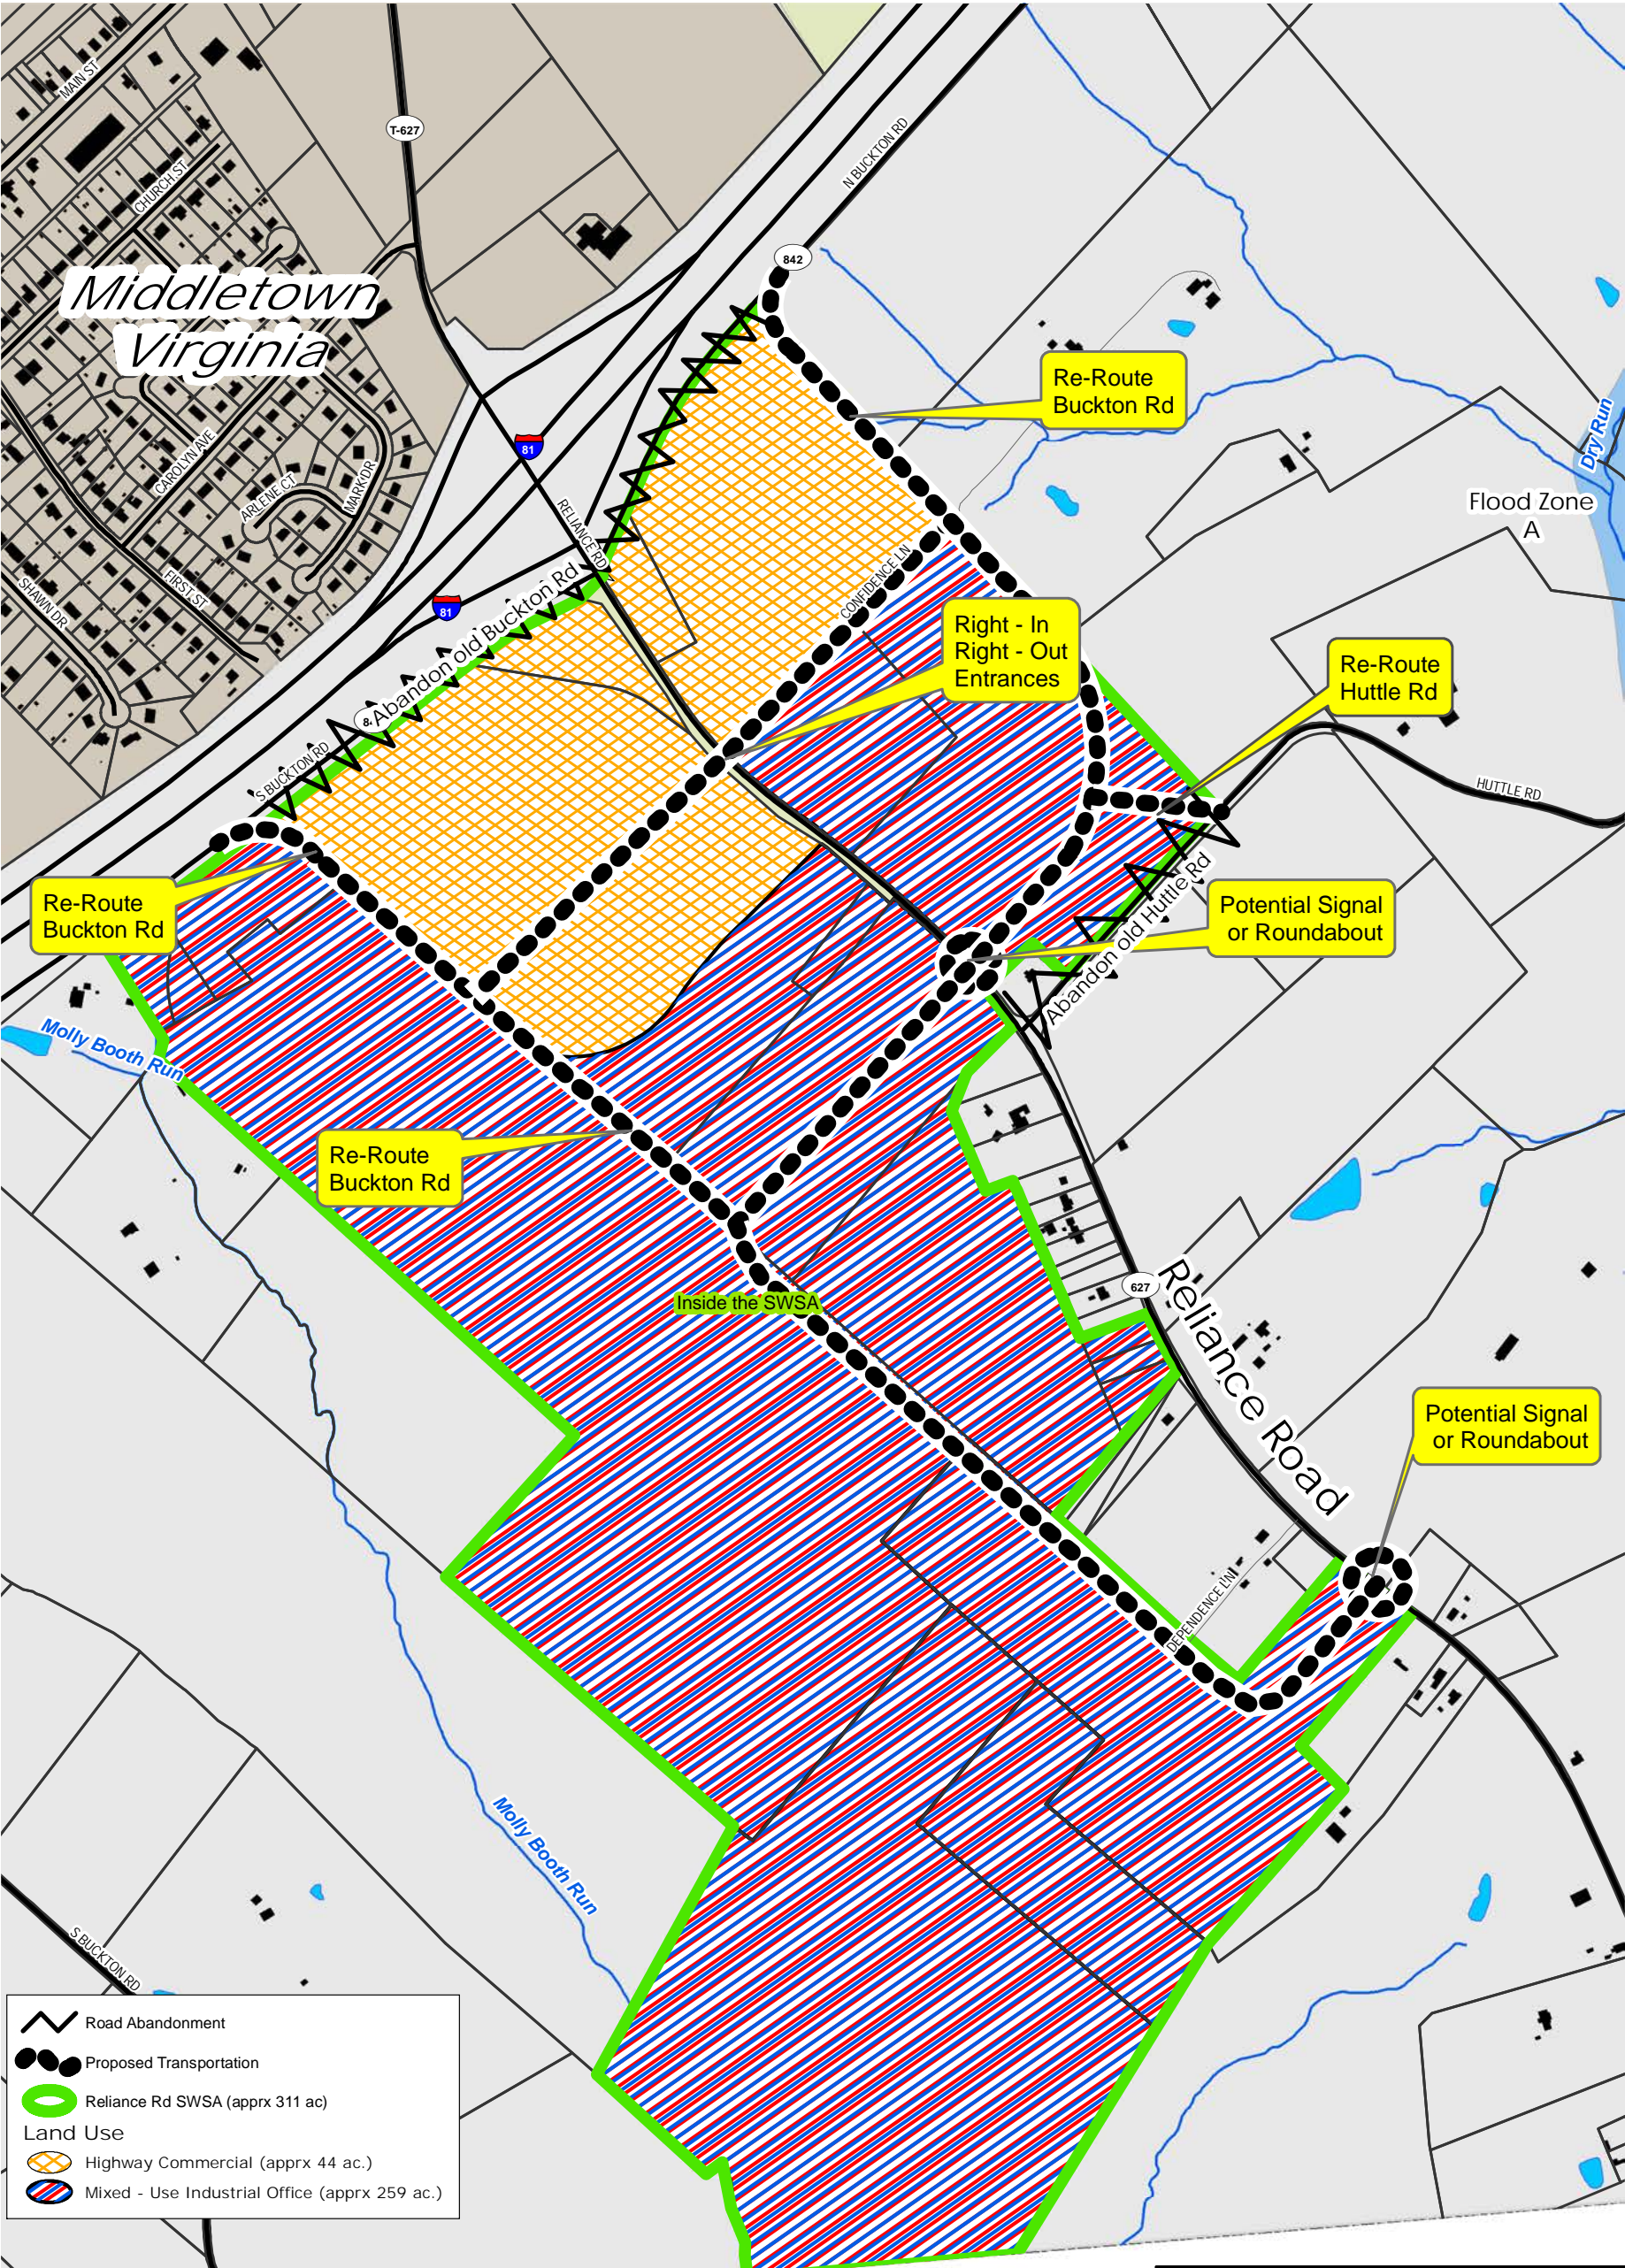 MAIN ST
T-627
N BUCKTON RD
CHURCH ST
842
Middletown
Virginia
Re-Route
Buckton Rd
Dry Run
CAROLYN AVE
81
ARLENE CT
MARK DR
Flood Zone
A
RELIANCE RD
CONFIDENCE LN
FIRST ST
SHAWN DR
81
Abandon old Buckton Rd
Right - In
Right - Out
Entrances
Re-Route
Huttle Rd
S BUCKTON RD
HUTTLE RD
Re-Route
Buckton Rd
Abandon old Huttle Rd
Potential Signal
or Roundabout
Molly Booth Run
Re-Route
Buckton Rd
627
Inside the SWSA
Reliance Road
Potential Signal
or Roundabout
DEPENDENCE LN
Molly Booth Run
S BUCKTON RD
Road Abandonment
Proposed Transportation
Reliance Rd SWSA (apprx 311 ac)
Land Use
Highway Commercial (apprx 44 ac.)
Mixed - Use Industrial Office (apprx 259 ac.)